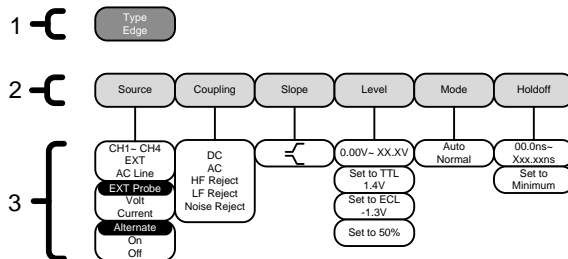 1
Type
Edge
2
Source
Coupling
Slope
Level
Mode
Holdoff
3
CH1~ CH4
EXT
AC Line
EXT Probe
Volt
Current
Alternate
On
Off
DC
AC
HF Reject
LF Reject
Noise Reject
0.00V~ XX.XV
Set to TTL
1.4V
Set to ECL
-1.3V
Set to 50%
Auto
Normal
00.0ns~
Xxx.xxns
Set to
Minimum